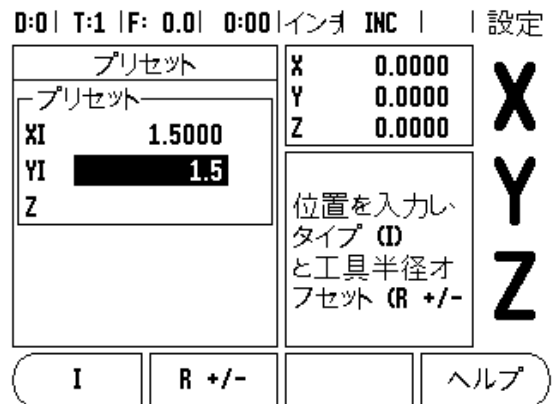 D:0 | T:1 | F: 0.0 | 0:00 | インチ INC | | 設定
プリセット
プリセット
XI 1.5000
YI 1.5
Z
X 0.0000
Y 0.0000
Z 0.0000
位置を入力し、
タイプ (I)
と工具半径オ
フセット (R +/-
X
Y
Z
I
R +/-
ヘルプ